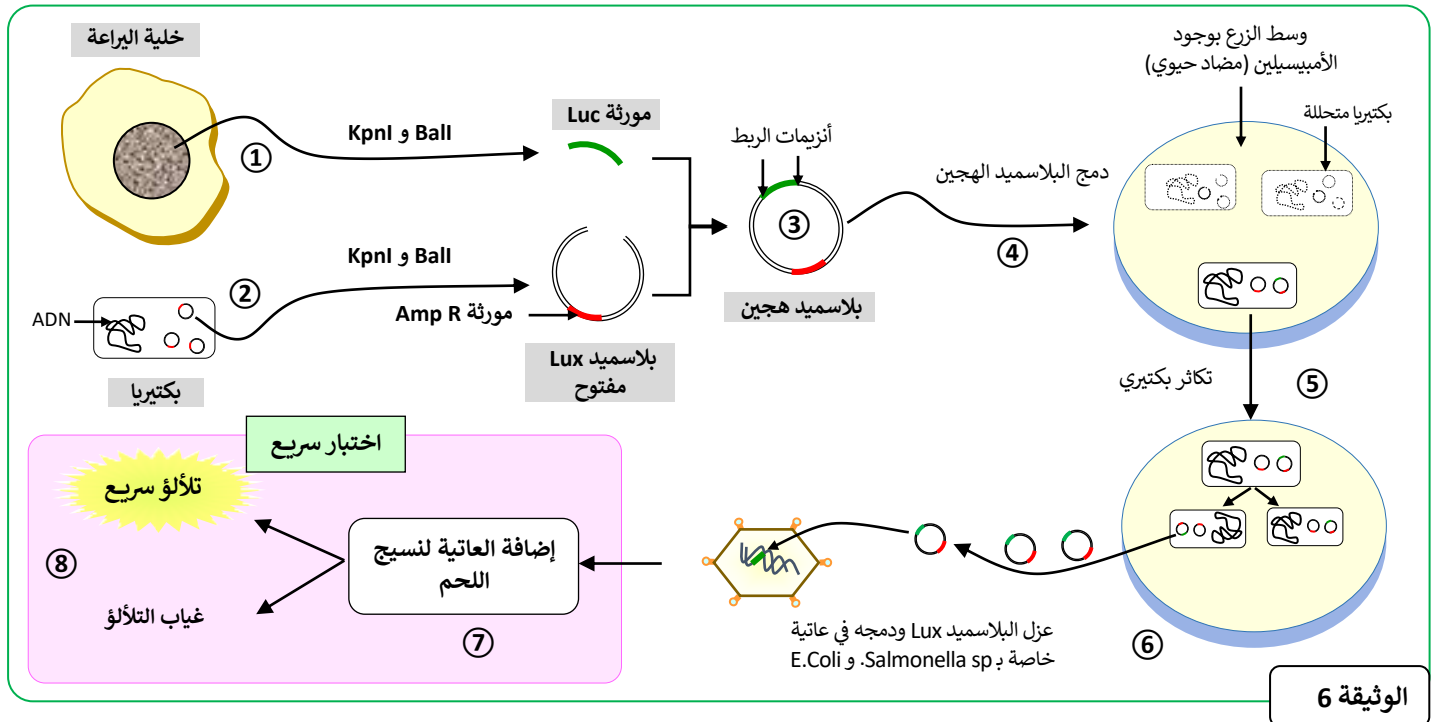 خلية اليراعة
①
KpnI و BalI
مورثة Luc
ADN
②
KpnI و BalI
مورثة Amp R
بكتيريا
بلاسميد Lux
مفتوح
أنزيمات الربط
③
بلاسميد هجين
دمج البلاسميد الهجين
④
وسط الزرع بوجود
الأمبيسيلين (مضاد حيوي)
بكتيريا متحللة
تكاثر بكتيري
⑤
عزل البلاسميد Lux ودمجه في عاتية
خاصة بـ Salmonella sp. و E.Coli
⑥
اختبار سريع
إضافة العاتية لنسيج
اللحم
⑦
تلألؤ سريع
⑧
غياب التلألؤ
الوثيقة 6